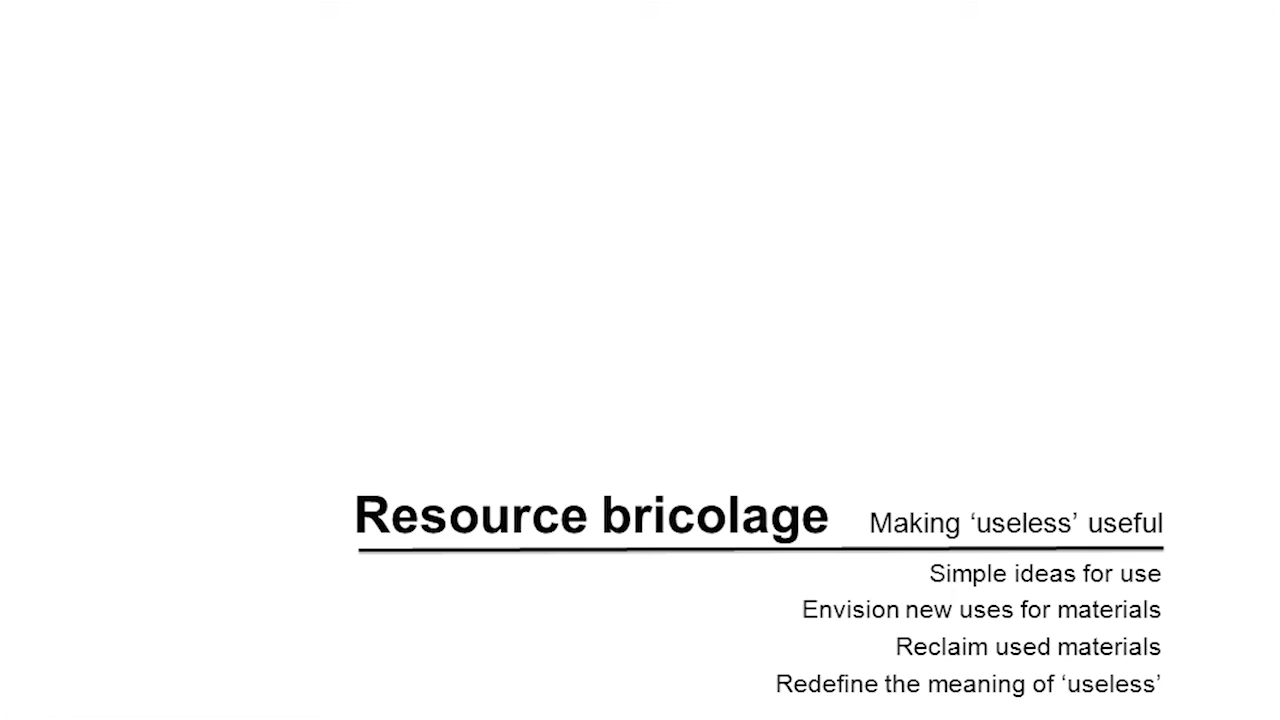 Resource bricolage Making ‘useless’ useful
Simple ideas for use
Envision new uses for materials
Reclaim used materials
Redefine the meaning of ‘useless’